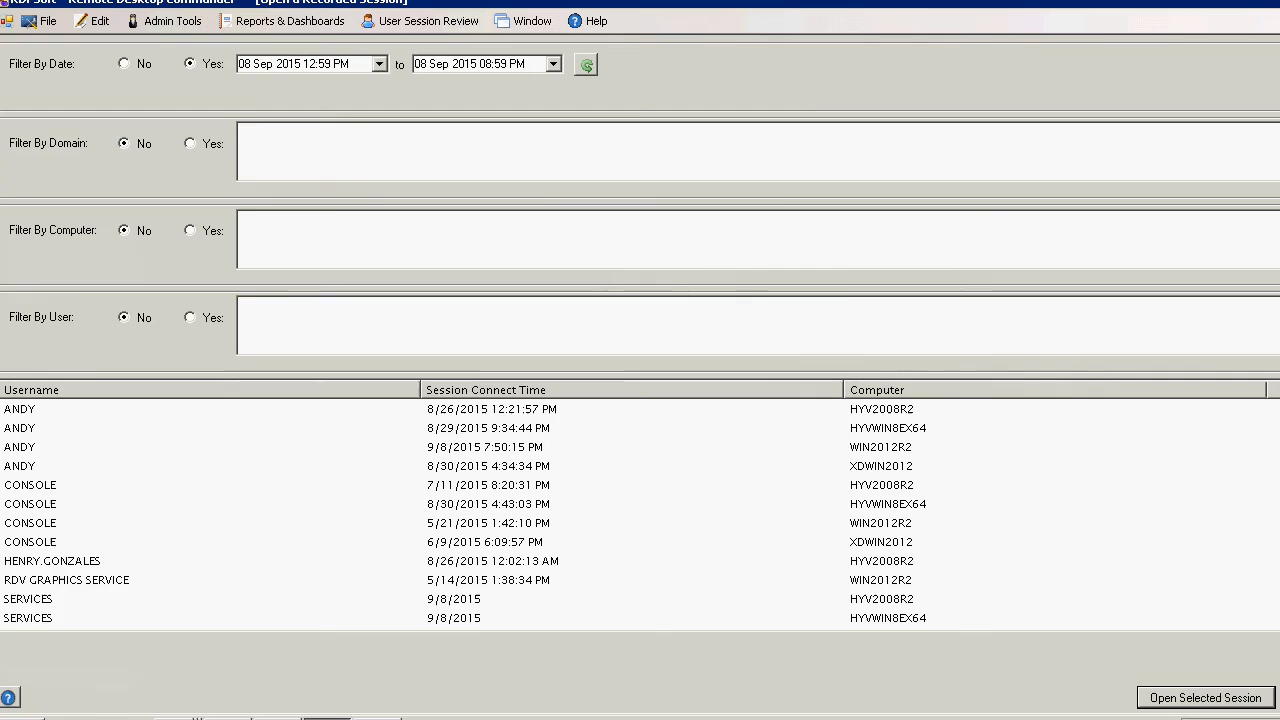 RDPSoft - Remote Desktop Commander - [Open a Recorded Session]
File Edit Admin Tools Reports & Dashboards User Session Review Window Help
Filter By Date: No Yes: 08 Sep 2015 12:59 PM to 08 Sep 2015 08:59 PM
Filter By Domain: No Yes:
Filter By Computer: No Yes:
Filter By User: No Yes:
Username Session Connect Time Computer
ANDY 8/26/2015 12:21:57 PM HYV2008R2
ANDY 8/29/2015 9:34:44 PM HYVWIN8EX64
ANDY 9/8/2015 7:50:15 PM WIN2012R2
ANDY 8/30/2015 4:34:34 PM XDWIN2012
CONSOLE 7/11/2015 8:20:31 PM HYV2008R2
CONSOLE 8/30/2015 4:43:03 PM HYVWIN8EX64
CONSOLE 5/21/2015 1:42:10 PM WIN2012R2
CONSOLE 6/9/2015 6:09:57 PM XDWIN2012
HENRY.GONZALES 8/26/2015 12:02:13 AM HYV2008R2
RDV GRAPHICS SERVICE 5/14/2015 1:38:34 PM WIN2012R2
SERVICES 9/8/2015 HYV2008R2
SERVICES 9/8/2015 HYVWIN8EX64
Open Selected Session